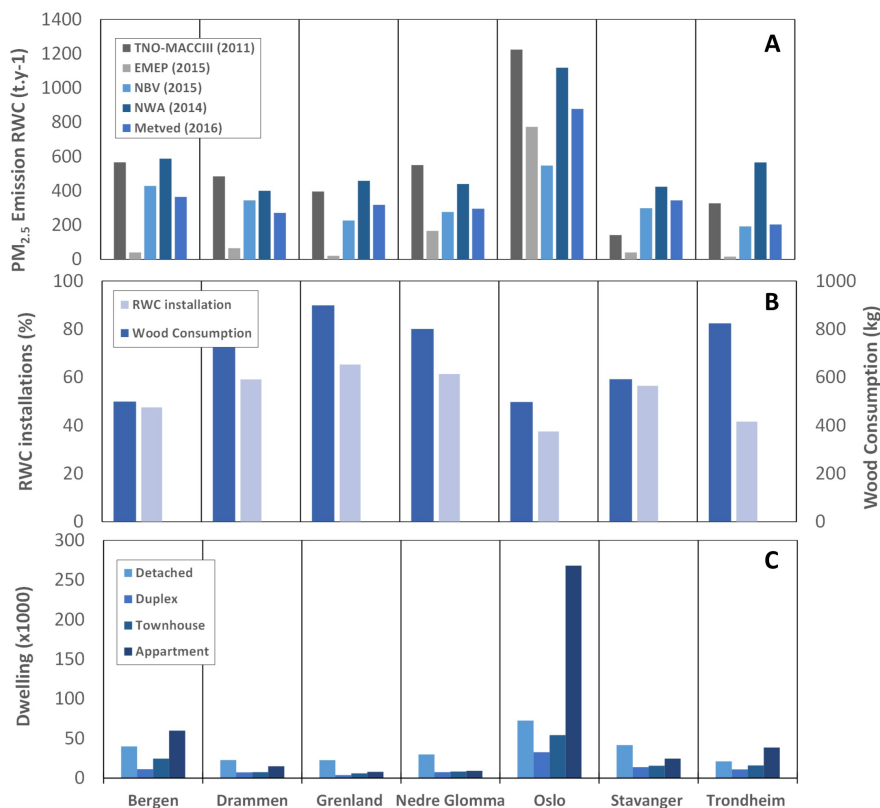 A
PM2.5 Emission RWC (t.y-1)
1400
1200
1000
800
600
400
200
0
TNO-MACCIII (2011)
EMEP (2015)
NBV (2015)
NWA (2014)
Metved (2016)
B
RWC installations (%)
100
80
60
40
20
0
RWC installation
Wood Consumption
Wood Consumption (kg)
1000
800
600
400
200
0
C
Dwelling (x1000)
300
250
200
150
100
50
0
Detached
Duplex
Townhouse
Appartment
Bergen Drammen Grenland Nedre Glomma Oslo Stavanger Trondheim